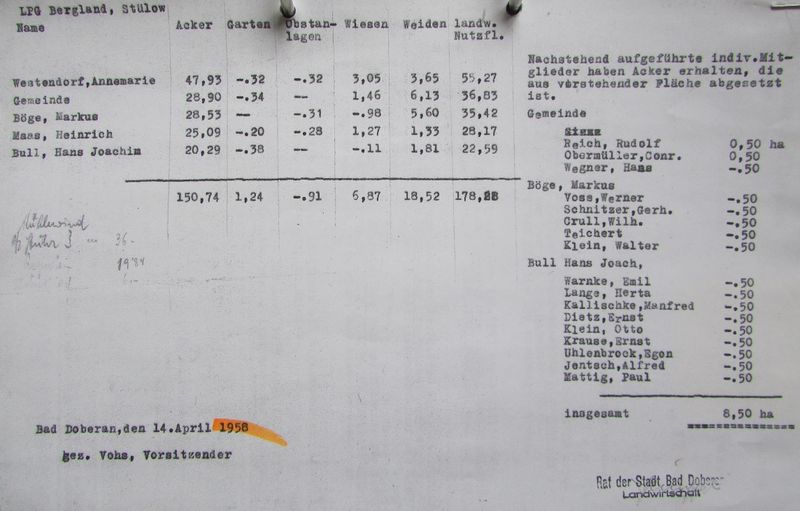 LPG Bergland, Stülow
Name Acker Garten Obstan- Wiesen Weiden landw.
lagen Nutzfl.
Westendorf,Annemarie 47,93 -.32 -.32 3,05 3,65 55,27
Gemeinde 28,90 -.34 -- 1,46 6,13 36,83
Böge, Markus 28,53 -- -.31 -.98 5,60 35,42
Maas, Heinrich 25,09 -.20 -.28 1,27 1,33 28,17
Bull, Hans Joachim 20,29 -.38 -- -.11 1,81 22,59
150,74 1,24 -.91 6,87 18,52
36.
Bad Doberan,den 14.April 1958
gez. Vohs, Vorsitzender
Nachstehend aufgeführte indiv.Mit-
glieder haben Acker erhalten, die
aus vorstehender Fläche abgesetzt
ist.
Gemeinde
Reich, Rudolf 0,50 ha
Obermüller,Conr. 0,50
Wegner, Hans -.50
Böge, Markus
Voss,Werner -.50
Schnitzer,Gerh. -.50
Crull,Wilh. -.50
Teichert -.50
Klein, Walter -.50
Bull Hans Joach,
Warnke, Emil -.50
Lange, Herta -.50
Kallischke,Manfred -.50
Dietz,Ernst -.50
Klein, Otto -.50
Krause,Ernst -.50
Uhlenbrock,Egon -.50
Jentsch,Alfred -.50
Mattig, Paul -.50
insgesamt 8,50 ha
Rat der Stadt Bad Doberan
Landwirtschaft